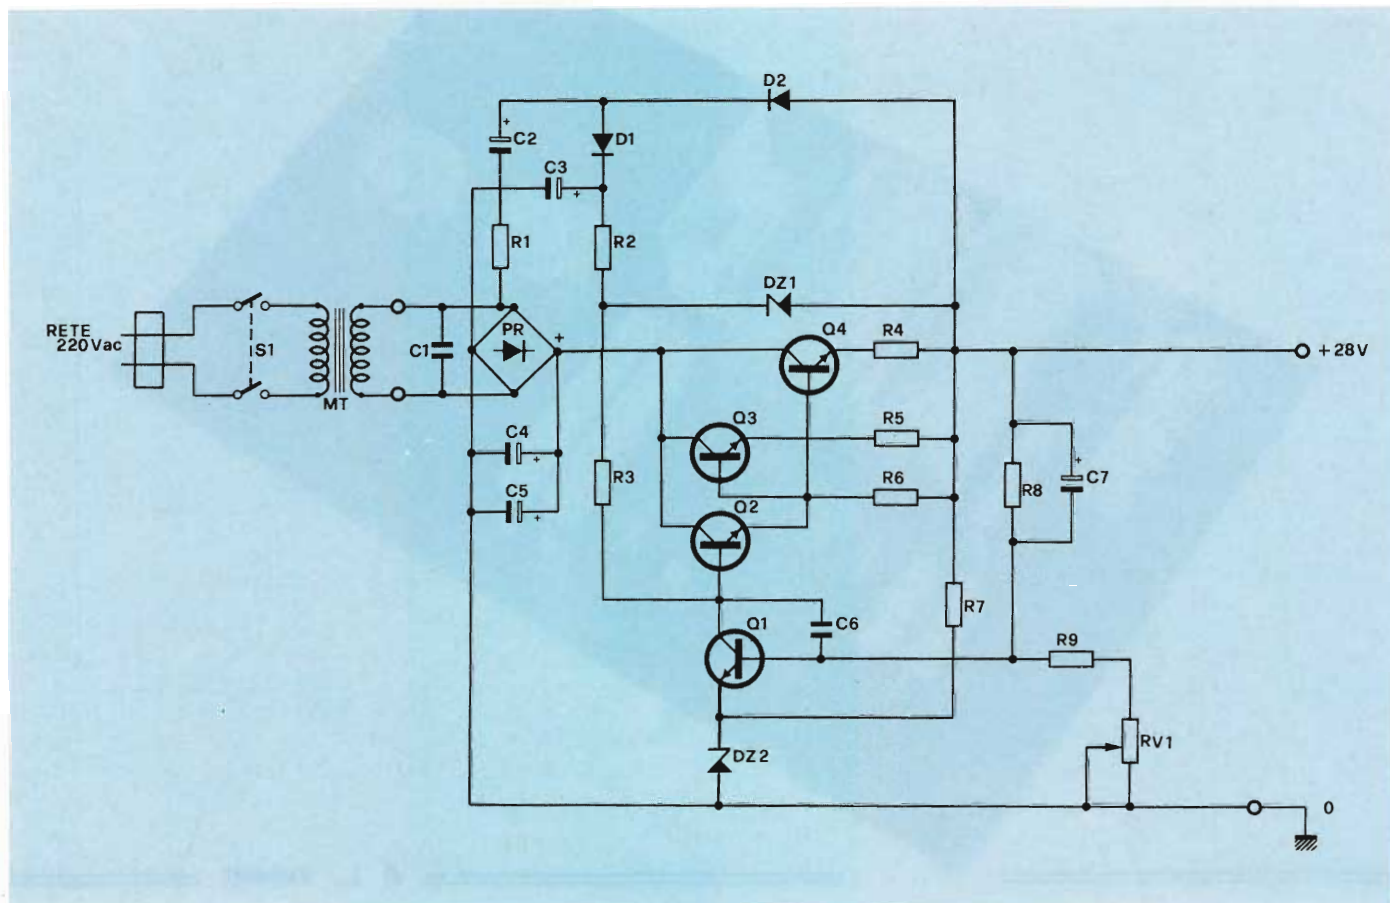 D2
+
C2
D1
C3
+
R1
R2
DZ1
RETE
220Vac
S1
MT
C1
PR
+
Q4
R4
+28V
Q3
R5
C4
+
R3
R6
R8
+
C7
C5
+
Q2
R7
Q1
C6
R9
DZ2
RV1
0